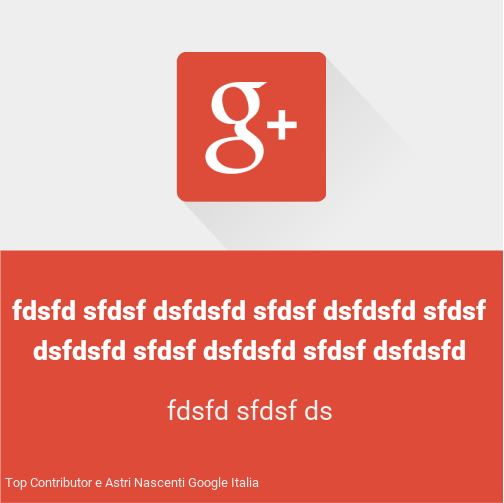 g+
fdsfd sfdsf dsfdsfd sfdsf dsfdsfd sfdsf
dsfdsfd sfdsf dsfdsfd sfdsf dsfdsfd
fdsfd sfdsf ds
Top Contributor e Astri Nascenti Google Italia